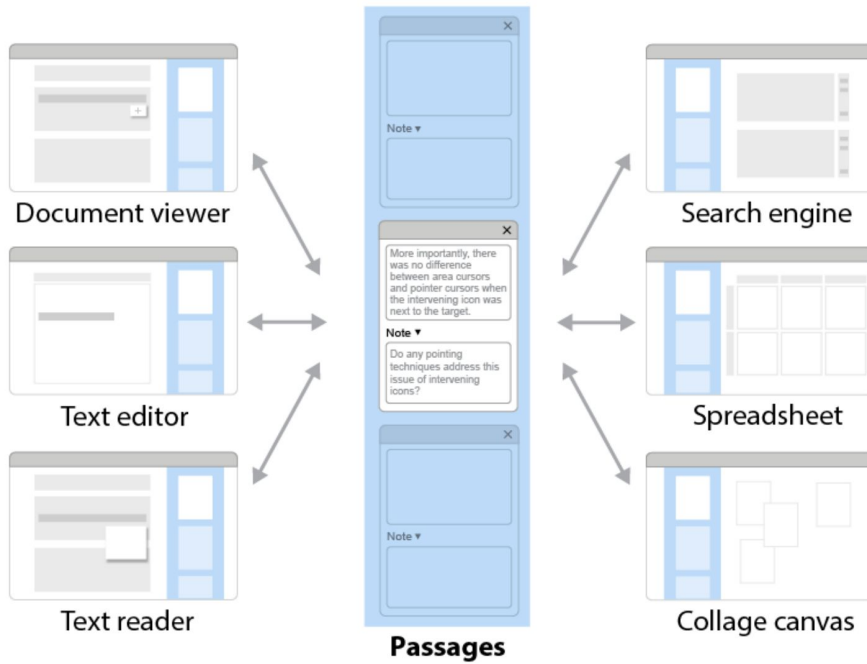 ×
Note ▾
Document viewer
Search engine
×
More importantly, there
was no difference
between area cursors
and pointer cursors when
the intervening icon was
next to the target.
Note ▾
Do any pointing
techniques address this
issue of intervening
icons?
Text editor
Spreadsheet
×
Note ▾
Text reader
Collage canvas
Passages